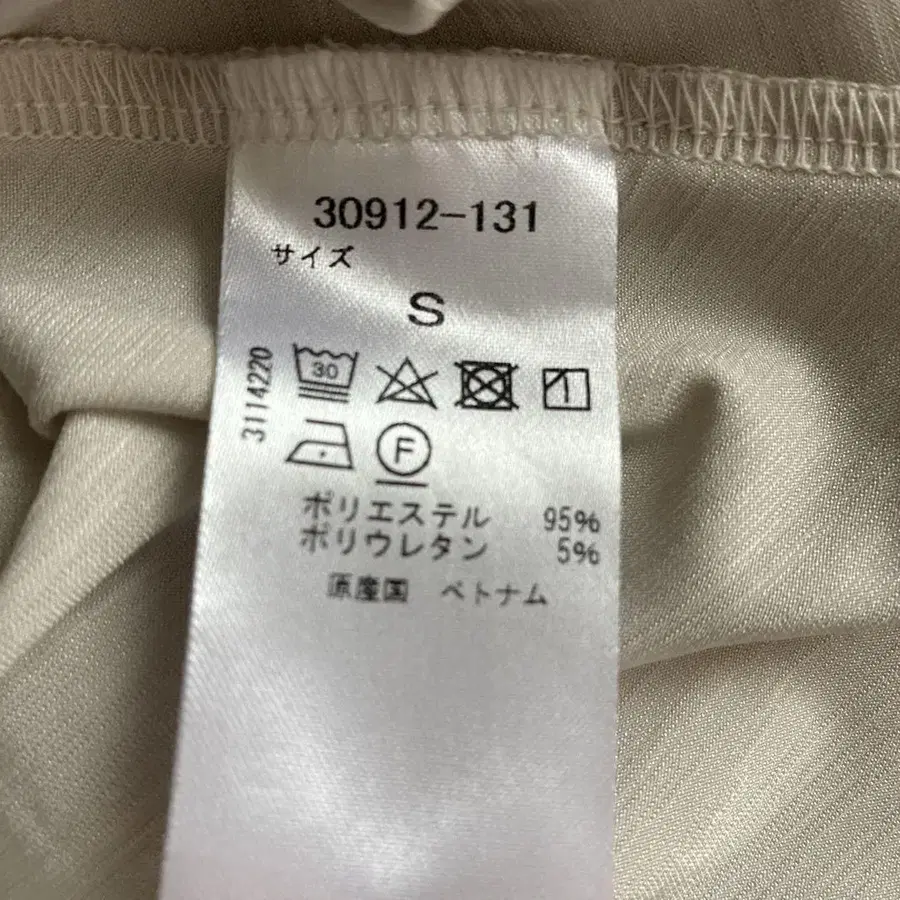 30912-131
サイズ
S
3114220
30
F
ポリエステル 95%
ポリウレタン 5%
原産国 ベトナム